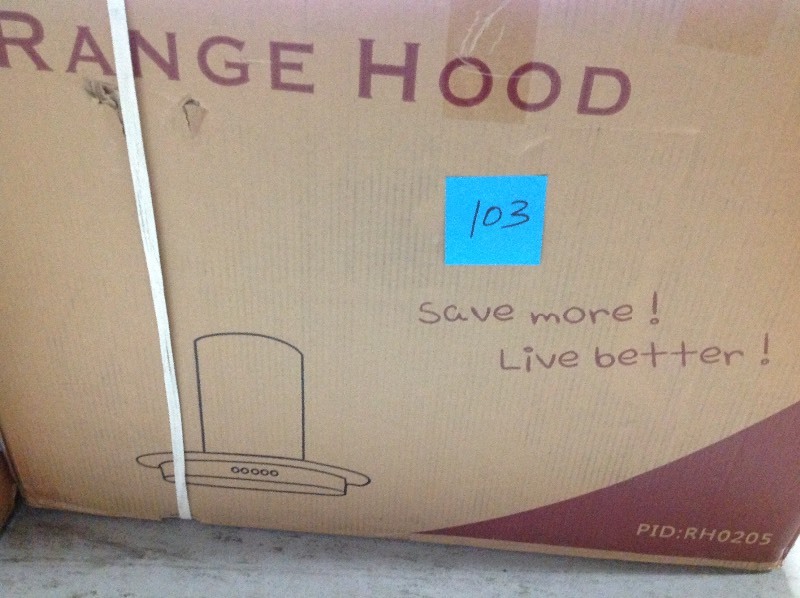 RANGE HOOD
103
Save more!
Live better!
PID:RH0205